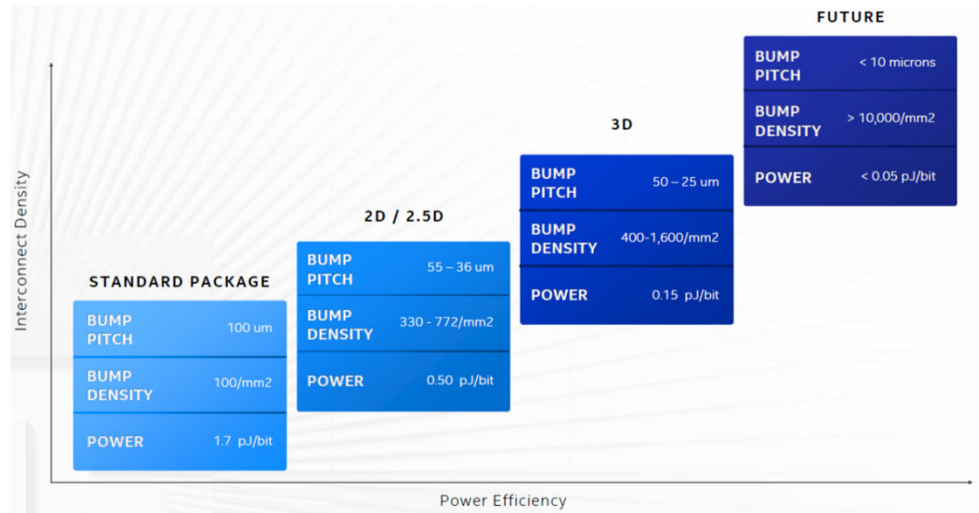 FUTURE
BUMP PITCH < 10 microns
BUMP DENSITY > 10,000/mm2
POWER < 0.05 pJ/bit
3D
BUMP PITCH 50 – 25 um
BUMP DENSITY 400-1,600/mm2
POWER 0.15 pJ/bit
2D / 2.5D
BUMP PITCH 55 – 36 um
BUMP DENSITY 330 - 772/mm2
POWER 0.50 pJ/bit
STANDARD PACKAGE
BUMP PITCH 100 um
BUMP DENSITY 100/mm2
POWER 1.7 pJ/bit
Interconnect Density
Power Efficiency